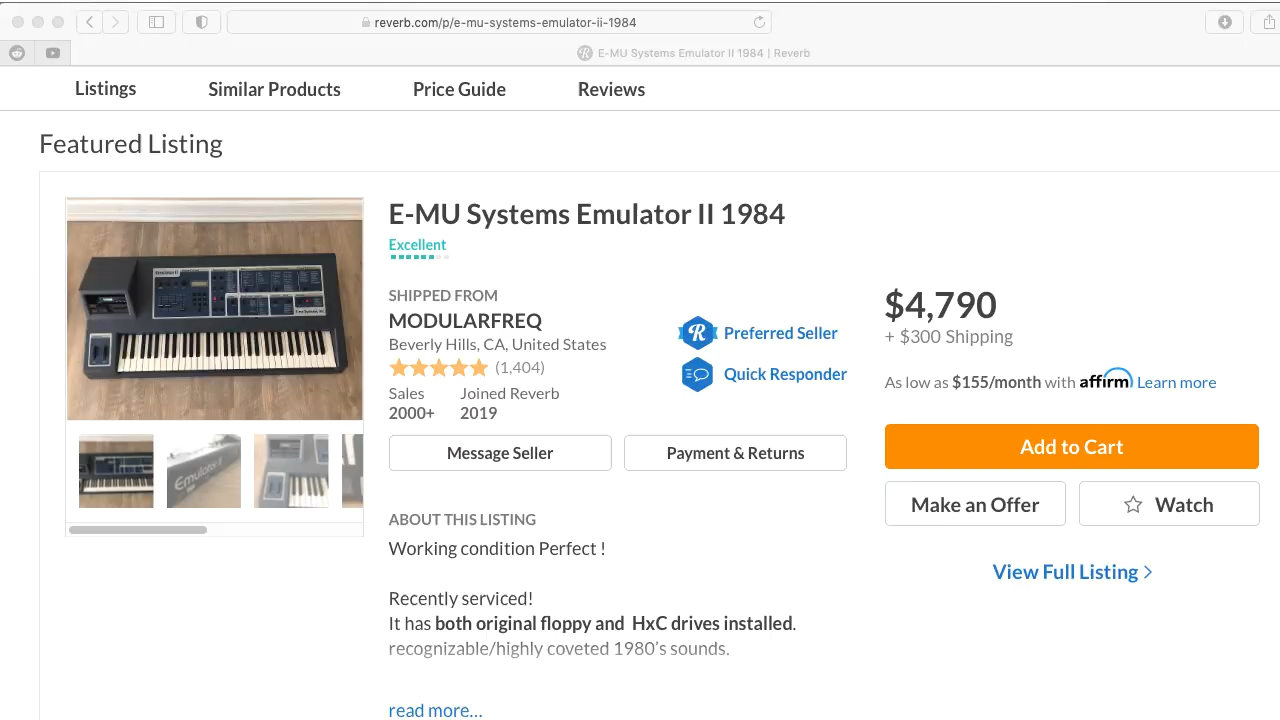 reverb.com/p/e-mu-systems-emulator-ii-1984
E-MU Systems Emulator II 1984 | Reverb
Listings
Similar Products
Price Guide
Reviews
Featured Listing
E-MU Systems Emulator II 1984
Excellent
SHIPPED FROM
MODULARFREQ
Beverly Hills, CA, United States
(1,404)
Sales
Joined Reverb
2000+
2019
R Preferred Seller
Quick Responder
Message Seller
Payment & Returns
$4,790
+ $300 Shipping
As low as $155/month with affirm Learn more
Add to Cart
Make an Offer
Watch
View Full Listing >
ABOUT THIS LISTING
Working condition Perfect !
Recently serviced!
It has both original floppy and HxC drives installed.
recognizable/highly coveted 1980's sounds.
read more...
Emulator II